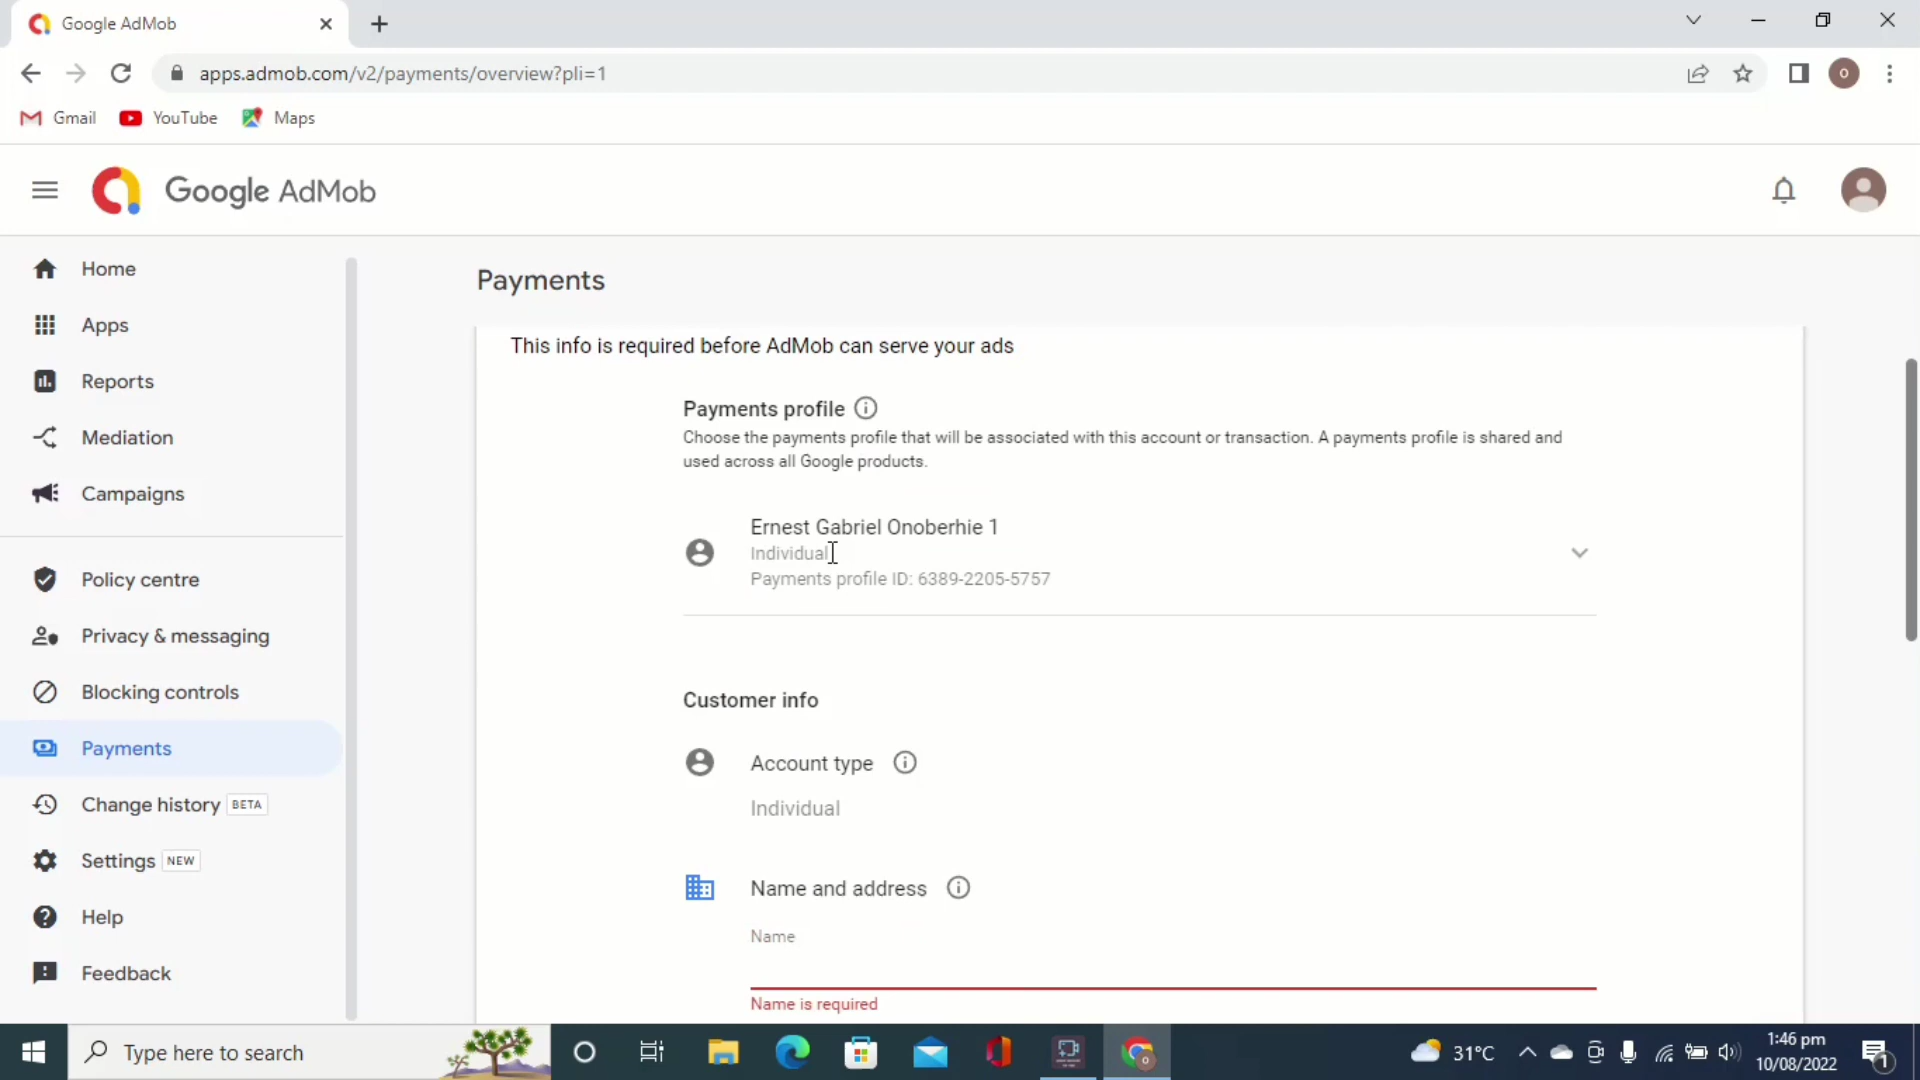 Google AdMob
apps.admob.com/v2/payments/overview?pli=1
O
Gmail
YouTube
Maps
Google AdMob
Home
Apps
Reports
Mediation
Campaigns
Policy centre
Privacy & messaging
Blocking controls
Payments
Change history BETA
Settings NEW
Help
Feedback
Payments
This info is required before AdMob can serve your ads
Payments profile
Choose the payments profile that will be associated with this account or transaction. A payments profile is shared and
used across all Google products.
Ernest Gabriel Onoberhie 1
Individual
Payments profile ID: 6389-2205-5757
Customer info
Account type
Individual
Name and address
Name
Name is required
Type here to search
31°C
1:46 pm
10/08/2022
1